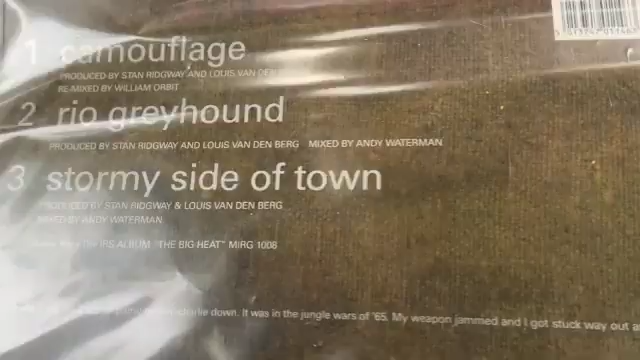 1 camouflage
PRODUCED BY STAN RIDGWAY AND LOUIS VAN DEN
RE-MIXED BY WILLIAM ORBIT
2 rio greyhound
PRODUCED BY STAN RIDGWAY AND LOUIS VAN DEN BERG MIXED BY ANDY WATERMAN
3 stormy side of town
PRODUCED BY STAN RIDGWAY & LOUIS VAN DEN BERG
MIXED BY ANDY WATERMAN
IRS ALBUM "THE BIG HEAT" MIRG 1008
charlie down. It was in the jungle wars of '65. My weapon jammed and I got stuck way out